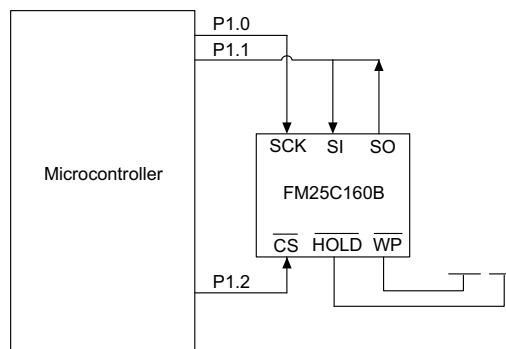 P1.0
P1.1
SCK SI SO
Microcontroller
FM25C160B
CS HOLD WP
P1.2